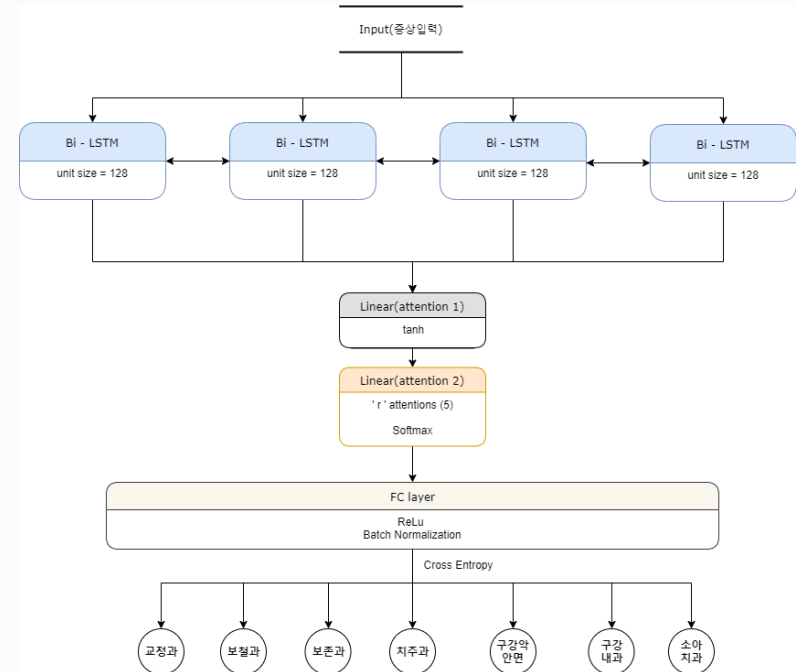 Input(증상입력)
Bi - LSTM
unit size = 128
Bi - LSTM
unit size = 128
Bi - LSTM
unit size = 128
Bi - LSTM
unit size = 128
Linear(attention 1)
tanh
Linear(attention 2)
' r ' attentions (5)
Softmax
FC layer
ReLu
Batch Normalization
Cross Entropy
교정과
보철과
보존과
치주과
구강악
안면
구강
내과
소아
치과